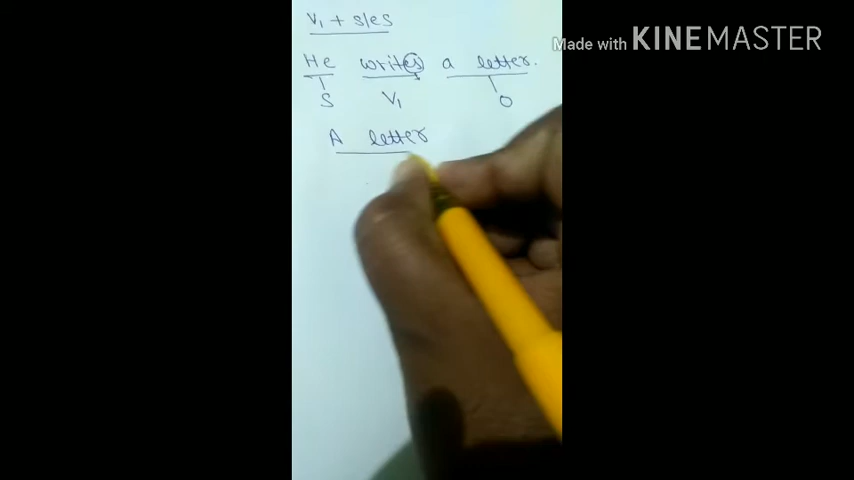 V1 + s/es
Made with KINEMASTER
He writes a letter.
S V1 O
A letter